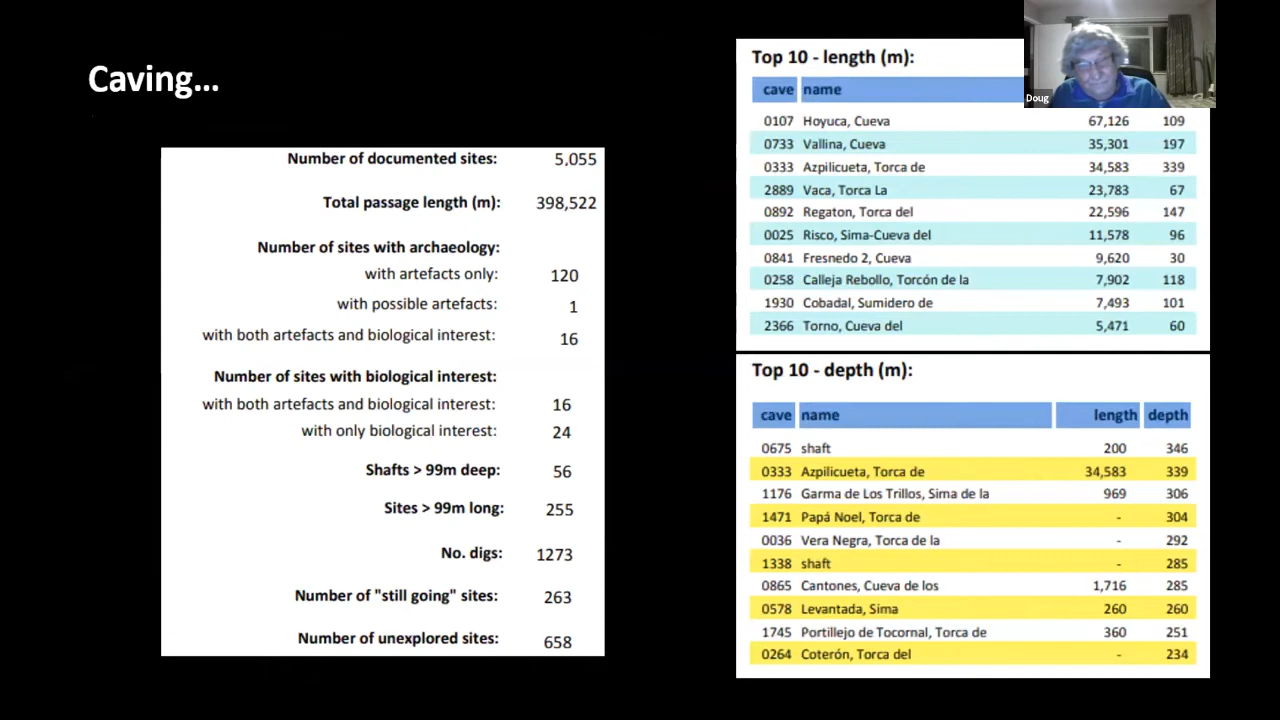 Caving...
Number of documented sites: 5,055
Total passage length (m): 398,522
Number of sites with archaeology:
with artefacts only: 120
with possible artefacts: 1
with both artefacts and biological interest: 16
Number of sites with biological interest:
with both artefacts and biological interest: 16
with only biological interest: 24
Shafts > 99m deep: 56
Sites > 99m long: 255
No. digs: 1273
Number of "still going" sites: 263
Number of unexplored sites: 658
Top 10 - length (m):
cave name
0107 Hoyuca, Cueva 67,126 109
0733 Vallina, Cueva 35,301 197
0333 Azpilicueta, Torca de 34,583 339
2889 Vaca, Torca La 23,783 67
0892 Regaton, Torca del 22,596 147
0025 Risco, Sima-Cueva del 11,578 96
0841 Fresnedo 2, Cueva 9,620 30
0258 Calleja Rebollo, Torcón de la 7,902 118
1930 Cobadal, Sumidero de 7,493 101
2366 Torno, Cueva del 5,471 60
Top 10 - depth (m):
cave name length depth
0675 shaft 200 346
0333 Azpilicueta, Torca de 34,583 339
1176 Garma de Los Trillos, Sima de la 969 306
1471 Papá Noel, Torca de - 304
0036 Vera Negra, Torca de la - 292
1338 shaft - 285
0865 Cantones, Cueva de los 1,716 285
0578 Levantada, Sima 260 260
1745 Portillejo de Tocornal, Torca de 360 251
0264 Coterón, Torca del - 234
Doug